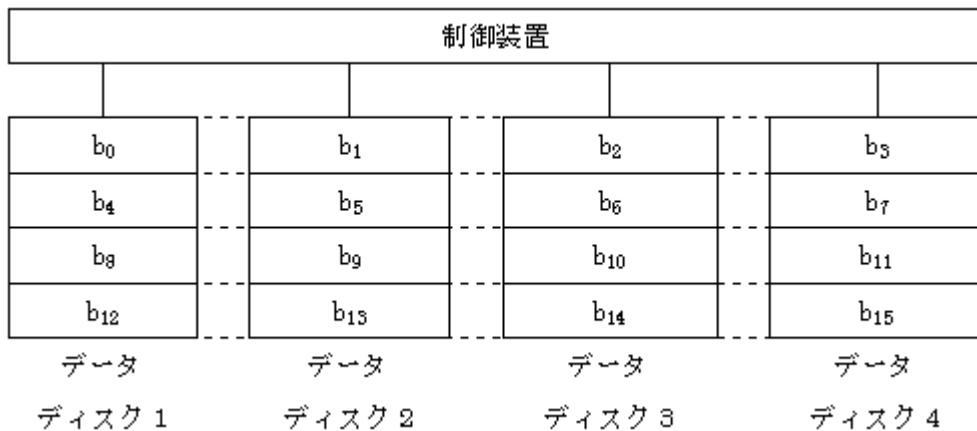 制御装置
b0 b1 b2 b3
b4 b5 b6 b7
b8 b9 b10 b11
b12 b13 b14 b15
データ データ データ データ
ディスク1 ディスク2 ディスク3 ディスク4